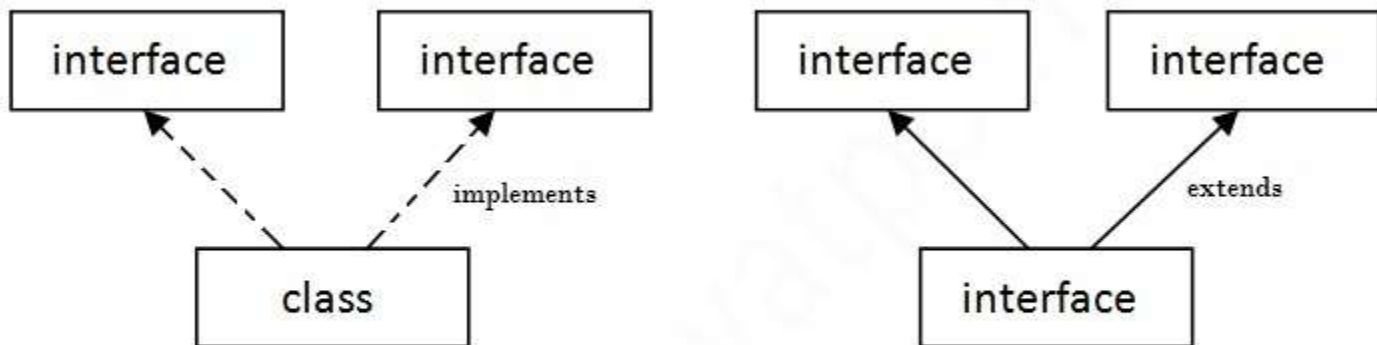 interface interface interface interface
implements extends
class interface